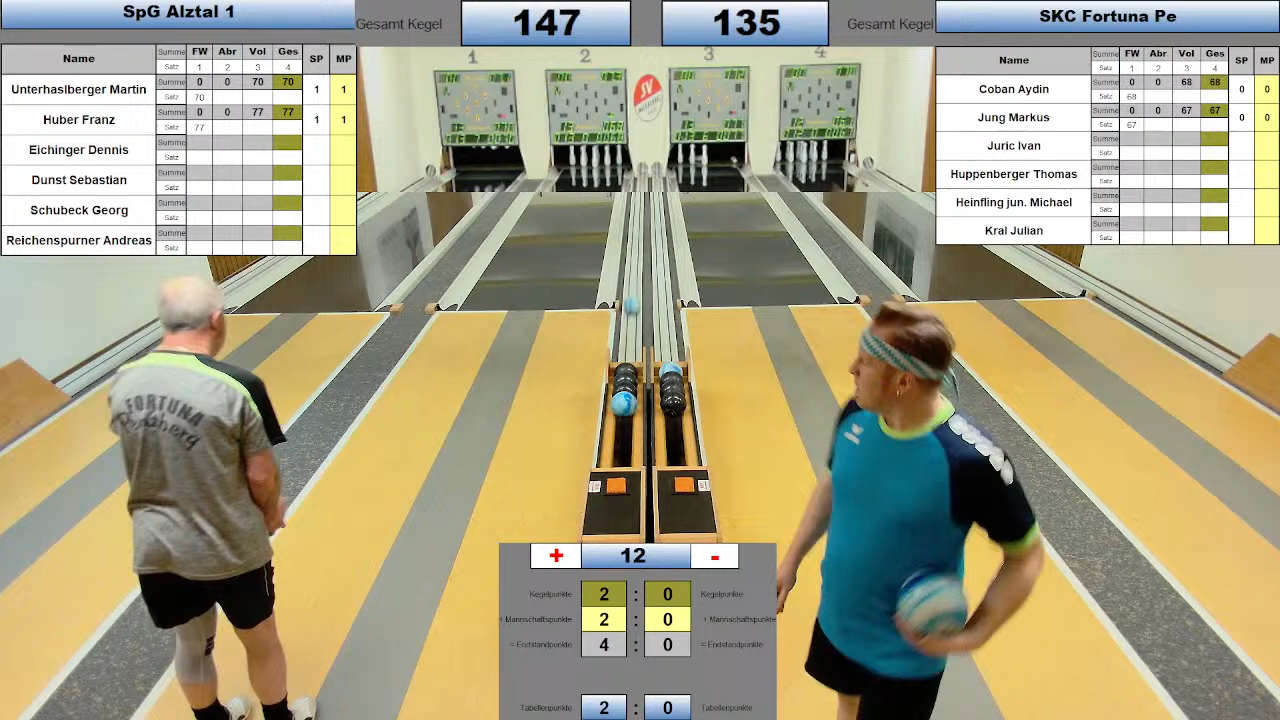 SpG Alztal 1
Gesamt Kegel
147
135
Gesamt Kegel
SKC Fortuna Pe
Name Summe FW Abr Vol Ges SP MP
Satz 1 2 3 4
Unterhaslberger Martin Summe 0 0 70 70 1 1
Satz 70
Huber Franz Summe 0 0 77 77 1 1
Satz 77
Eichinger Dennis Summe
Satz
Dunst Sebastian Summe
Satz
Schubeck Georg Summe
Satz
Reichenspurner Andreas Summe
Satz
Name Summe FW Abr Vol Ges SP MP
Satz 1 2 3 4
Coban Aydin Summe 0 0 68 68 0 0
Satz 68
Jung Markus Summe 0 0 67 67 0 0
Satz 67
Juric Ivan Summe
Satz
Huppenberger Thomas Summe
Satz
Heinfling jun. Michael Summe
Satz
Kral Julian Summe
Satz
1 2 3 4
SV
FORTUNA
+ 12 -
Kegelpunkte 2 : 0 Kegelpunkte
+ Mannschaftspunkte 2 : 0 + Mannschaftspunkte
= Endstandpunkte 4 : 0 = Endstandpunkte
Tabellenpunkte 2 : 0 Tabellenpunkte